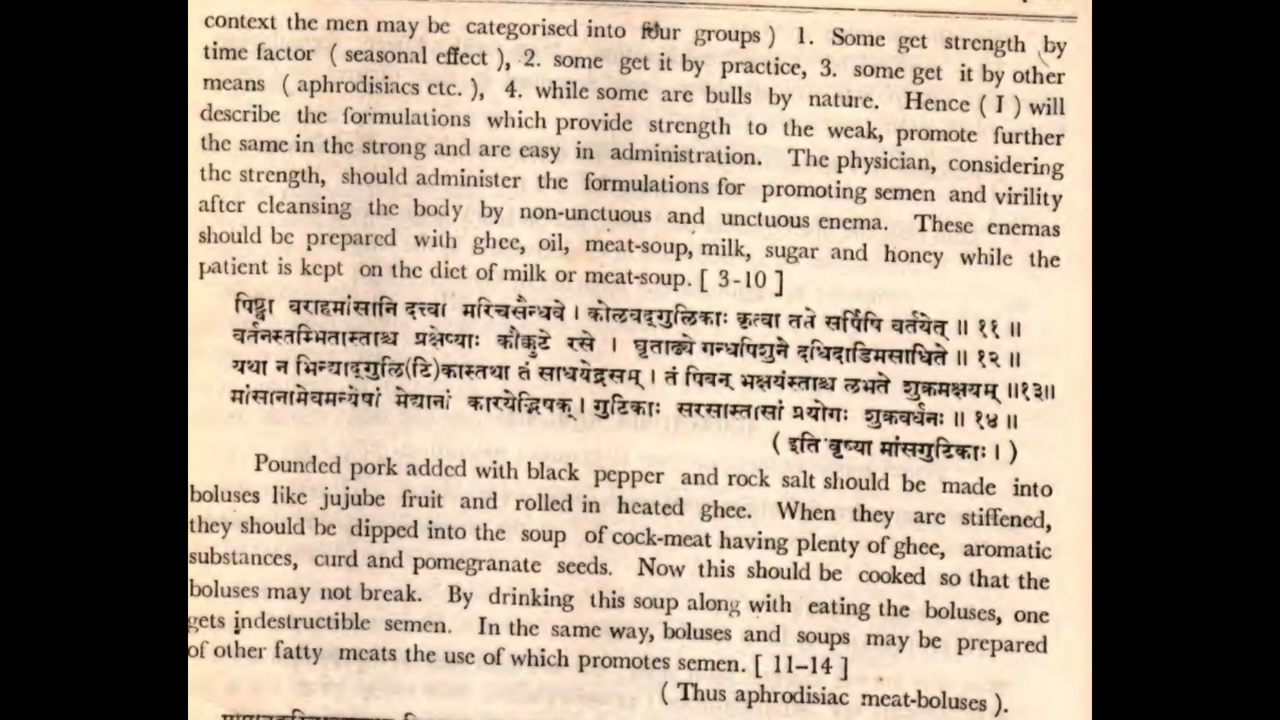 context the men may be categorised into four groups ) 1. Some get strength by
time factor ( seasonal effect ), 2. some get it by practice, 3. some get it by other
means ( aphrodisiacs etc. ), 4. while some are bulls by nature. Hence ( I ) will
describe the formulations which provide strength to the weak, promote further
the same in the strong and are easy in administration. The physician, considering
the strength, should administer the formulations for promoting semen and virility
after cleansing the body by non-unctuous and unctuous enema. These enemas
should be prepared with ghee, oil, meat-soup, milk, sugar and honey while the
patient is kept on the diet of milk or meat-soup. [ 3-10 ]
पिष्ट्वा वराहमांसानि दत्त्वा मरिचसैन्धवे । कोलवद्गुलिकाः कृत्वा तप्ते सर्पिषि वर्तयेत् ॥ ११ ॥
वर्तनस्तम्भितास्ताश्च प्रक्षेप्याः कौक्कुटे रसे । घृताढ्ये गन्धपिशुने दधिदाडिमसाधिते ॥ १२ ॥
यथा न भिन्द्याद्गुलि(टि)कास्तथा तं साधयेद्रसम् । तं पिबन् भक्षयंस्ताश्च लभते शुक्रमक्षयम् ॥१३॥
मांसानामेवमन्येषां मेद्यानां कारयेद्भिषक् । गुटिकाः सरसास्तासां प्रयोगः शुक्रवर्धनः ॥ १४ ॥
( इति वृष्या मांसगुटिकाः । )
Pounded pork added with black pepper and rock salt should be made into
boluses like jujube fruit and rolled in heated ghee. When they are stiffened,
they should be dipped into the soup of cock-meat having plenty of ghee, aromatic
substances, curd and pomegranate seeds. Now this should be cooked so that the
boluses may not break. By drinking this soup along with eating the boluses, one
gets indestructible semen. In the same way, boluses and soups may be prepared
of other fatty meats the use of which promotes semen. [ 11-14 ]
( Thus aphrodisiac meat-boluses ).